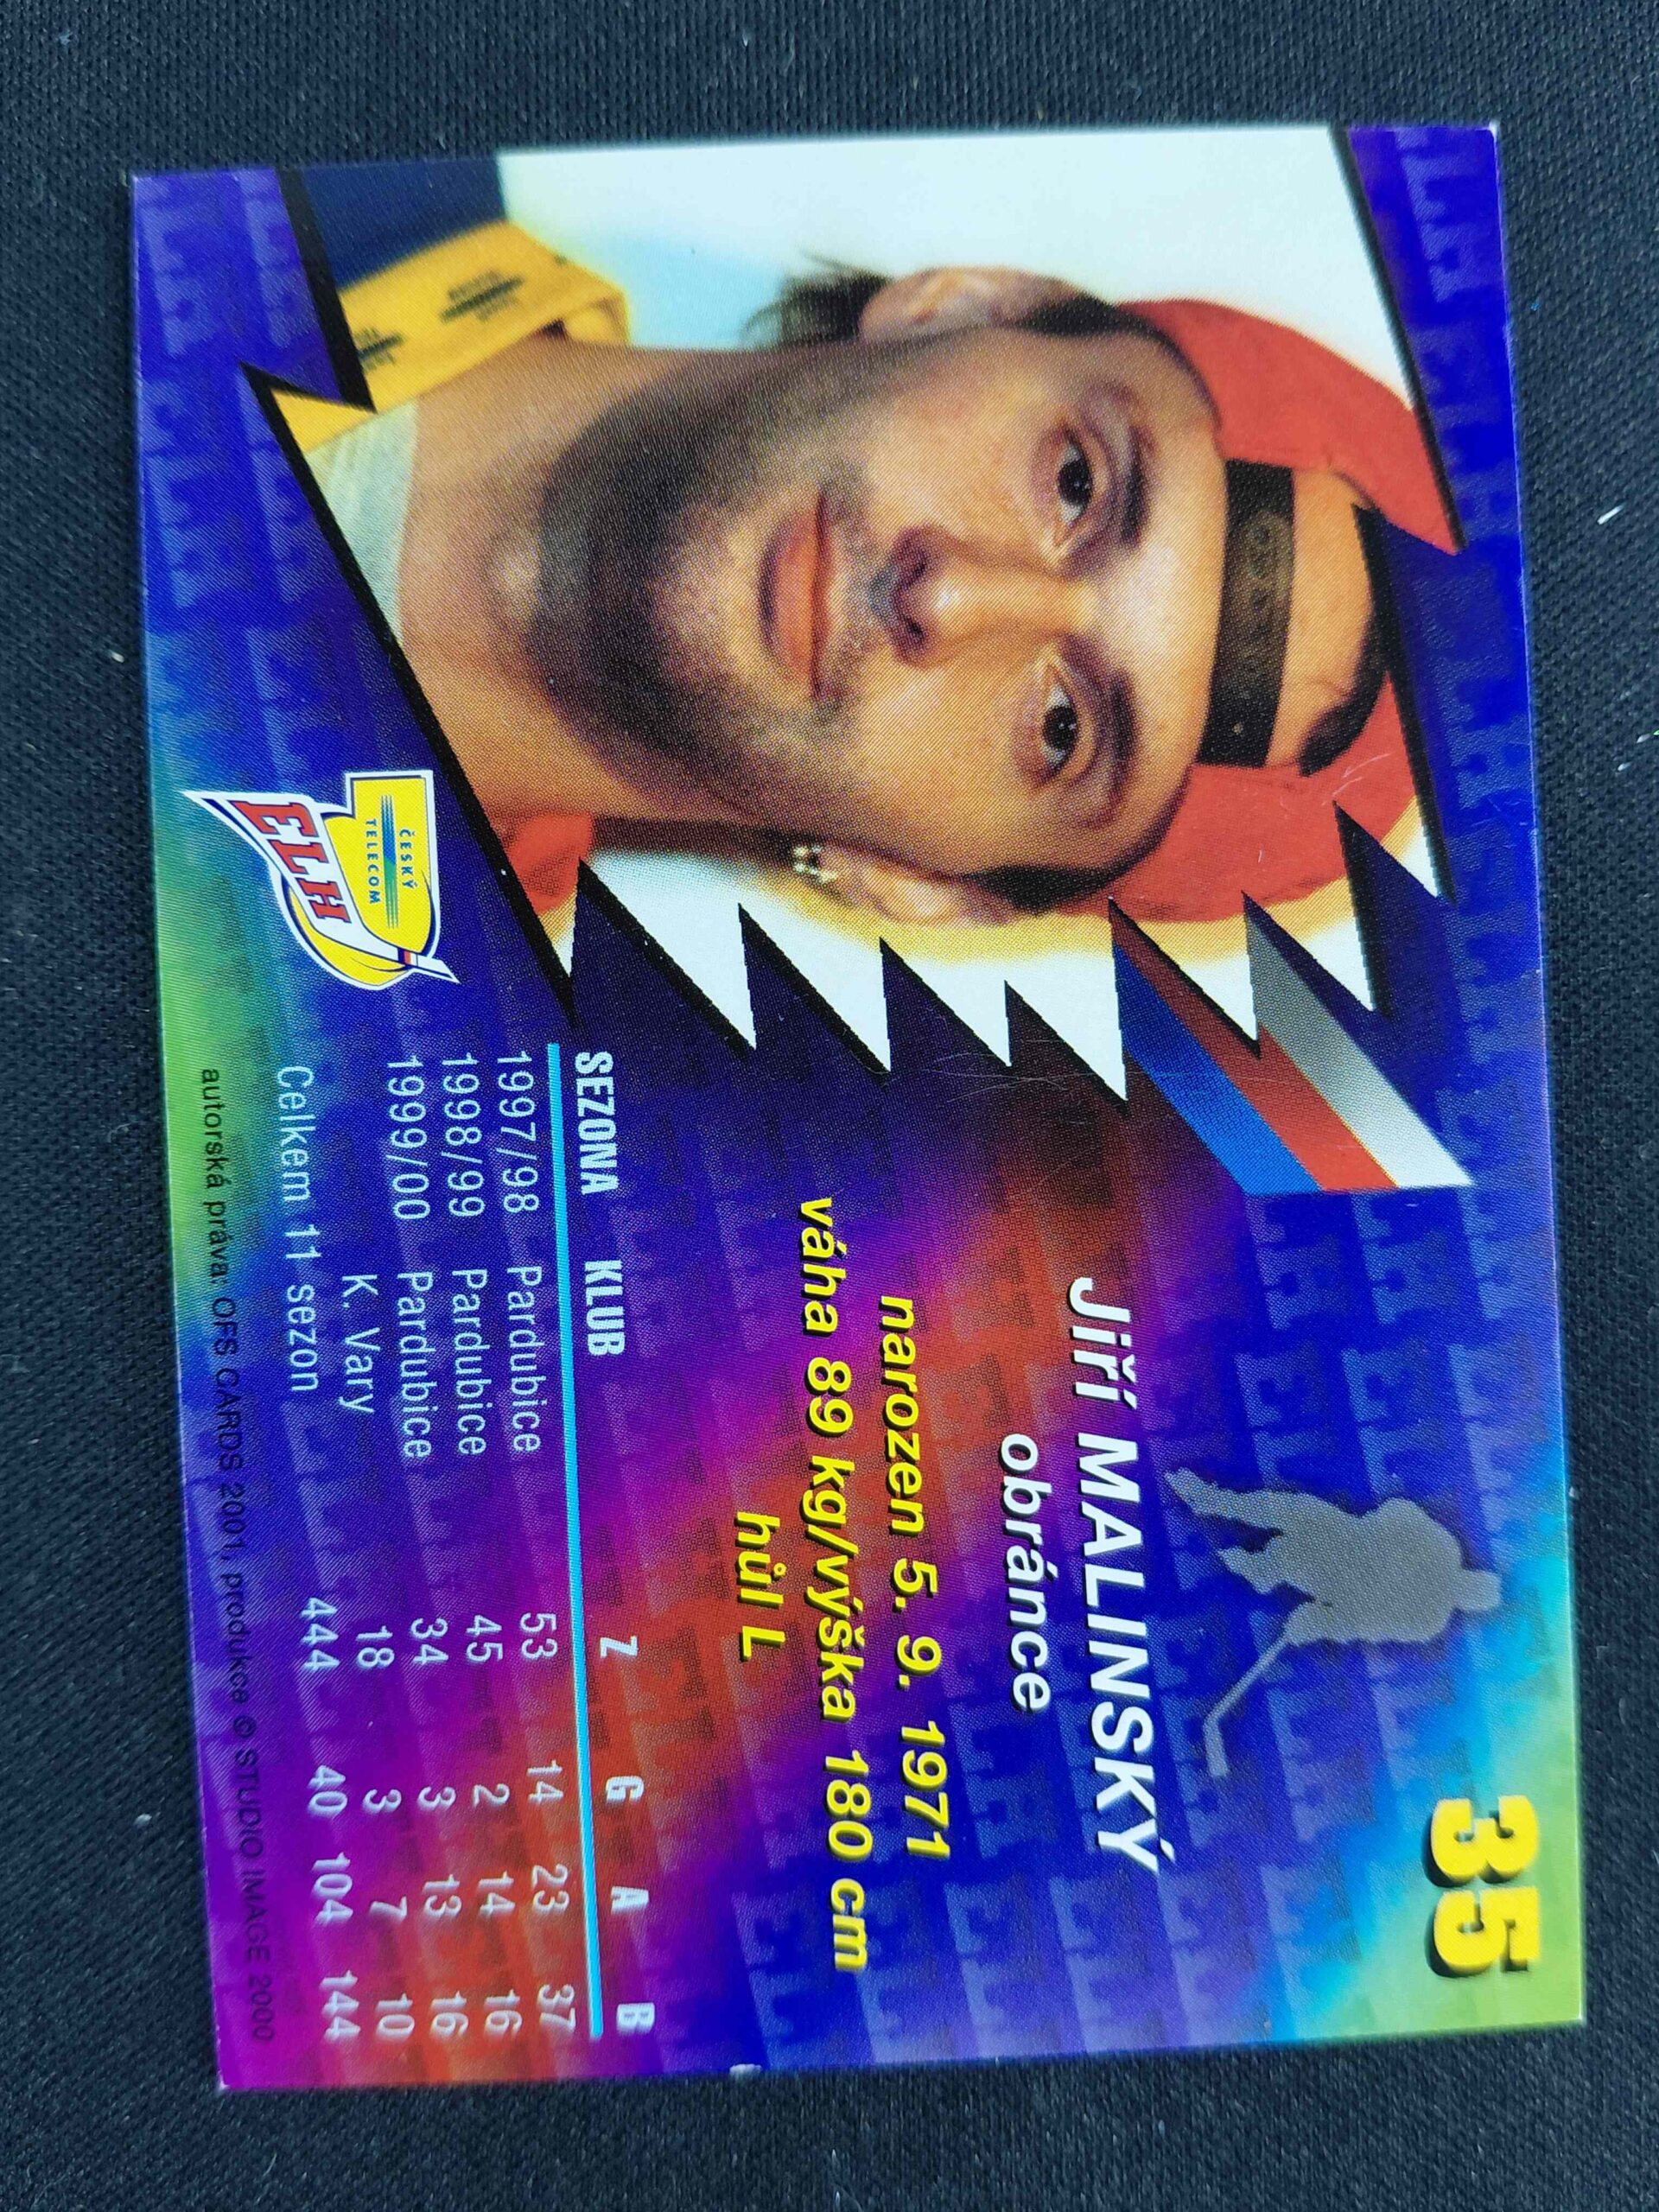 35
Jiří MALINSKÝ
obránce
narozen 5. 9. 1971
váha 89 kg/výška 180 cm
hůl L
SEZONA KLUB Z G A B
1997/98 Pardubice 53 14 23 37
1998/99 Pardubice 45 2 14 16
1999/00 Pardubice 34 3 13 16
K. Vary 18 3 7 10
Celkem 11 sezon 444 40 104 144
autorská práva: OFS CARDS 2001, produkce © STUDIO IMAGE 2000
ČESKÝ
TELECOM
ELH